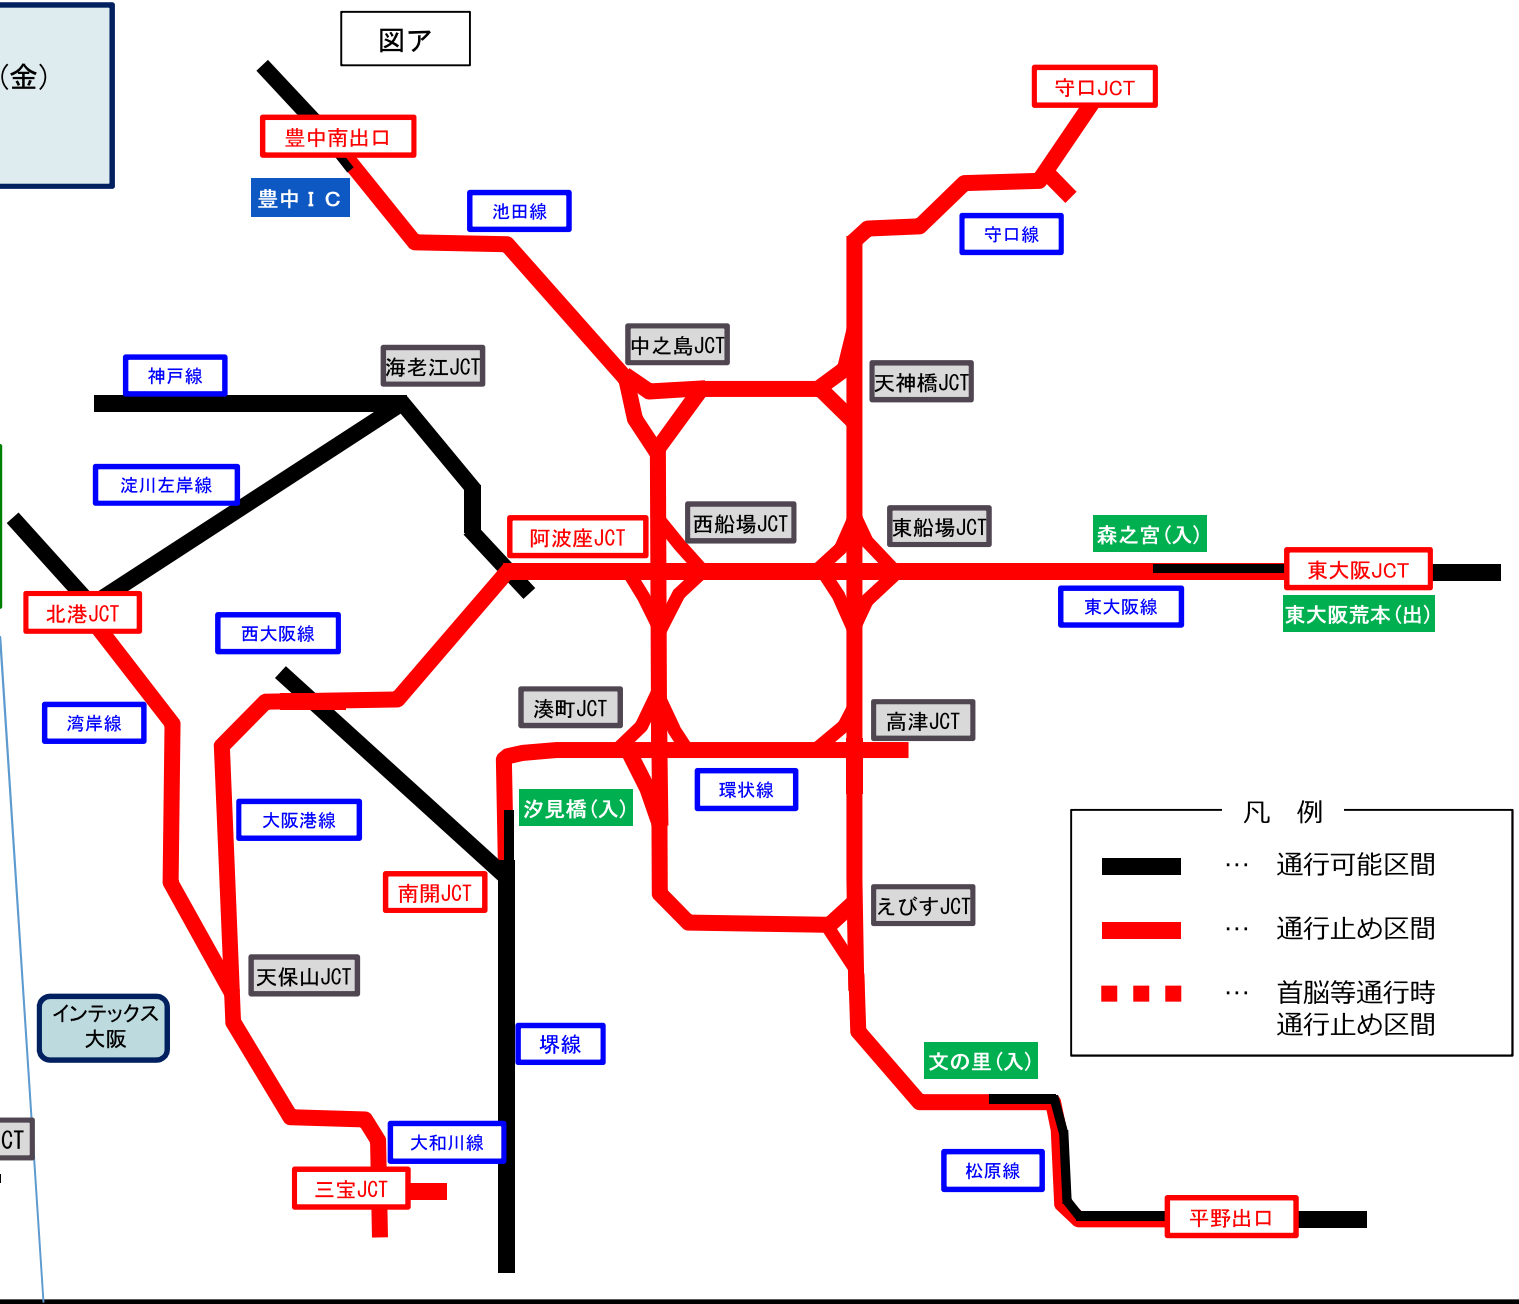 図ア
(金)
守口JCT
豊中南出口
豊中ＩＣ
池田線
守口線
中之島JCT
海老江JCT
神戸線
天神橋JCT
淀川左岸線
西船場JCT
東船場JCT
阿波座JCT
森之宮(入)
東大阪JCT
北港JCT
東大阪線
東大阪荒本(出)
西大阪線
湊町JCT
高津JCT
湾岸線
環状線
汐見橋(入)
大阪港線
凡　例
… 通行可能区間
南開JCT
えびすJCT
… 通行止め区間
天保山JCT
… 首脳等通行時
通行止め区間
インテックス
大阪
堺線
文の里(入)
CT
大和川線
松原線
三宝JCT
平野出口